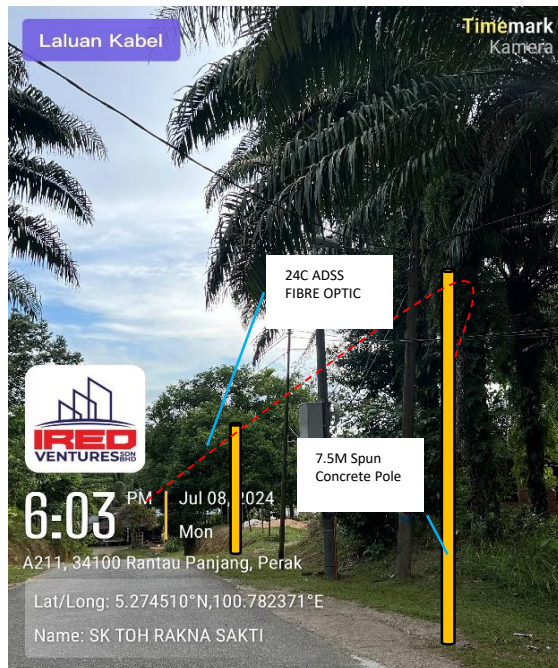 Laluan Kabel
Timemark
Kamera
24C ADSS
FIBRE OPTIC
IRED
VENTURES SDN BHD
7.5M Spun
Concrete Pole
6:03 PM
Jul 08, 2024
Mon
A211, 34100 Rantau Panjang, Perak
Lat/Long: 5.274510°N,100.782371°E
Name: SK TOH RAKNA SAKTI